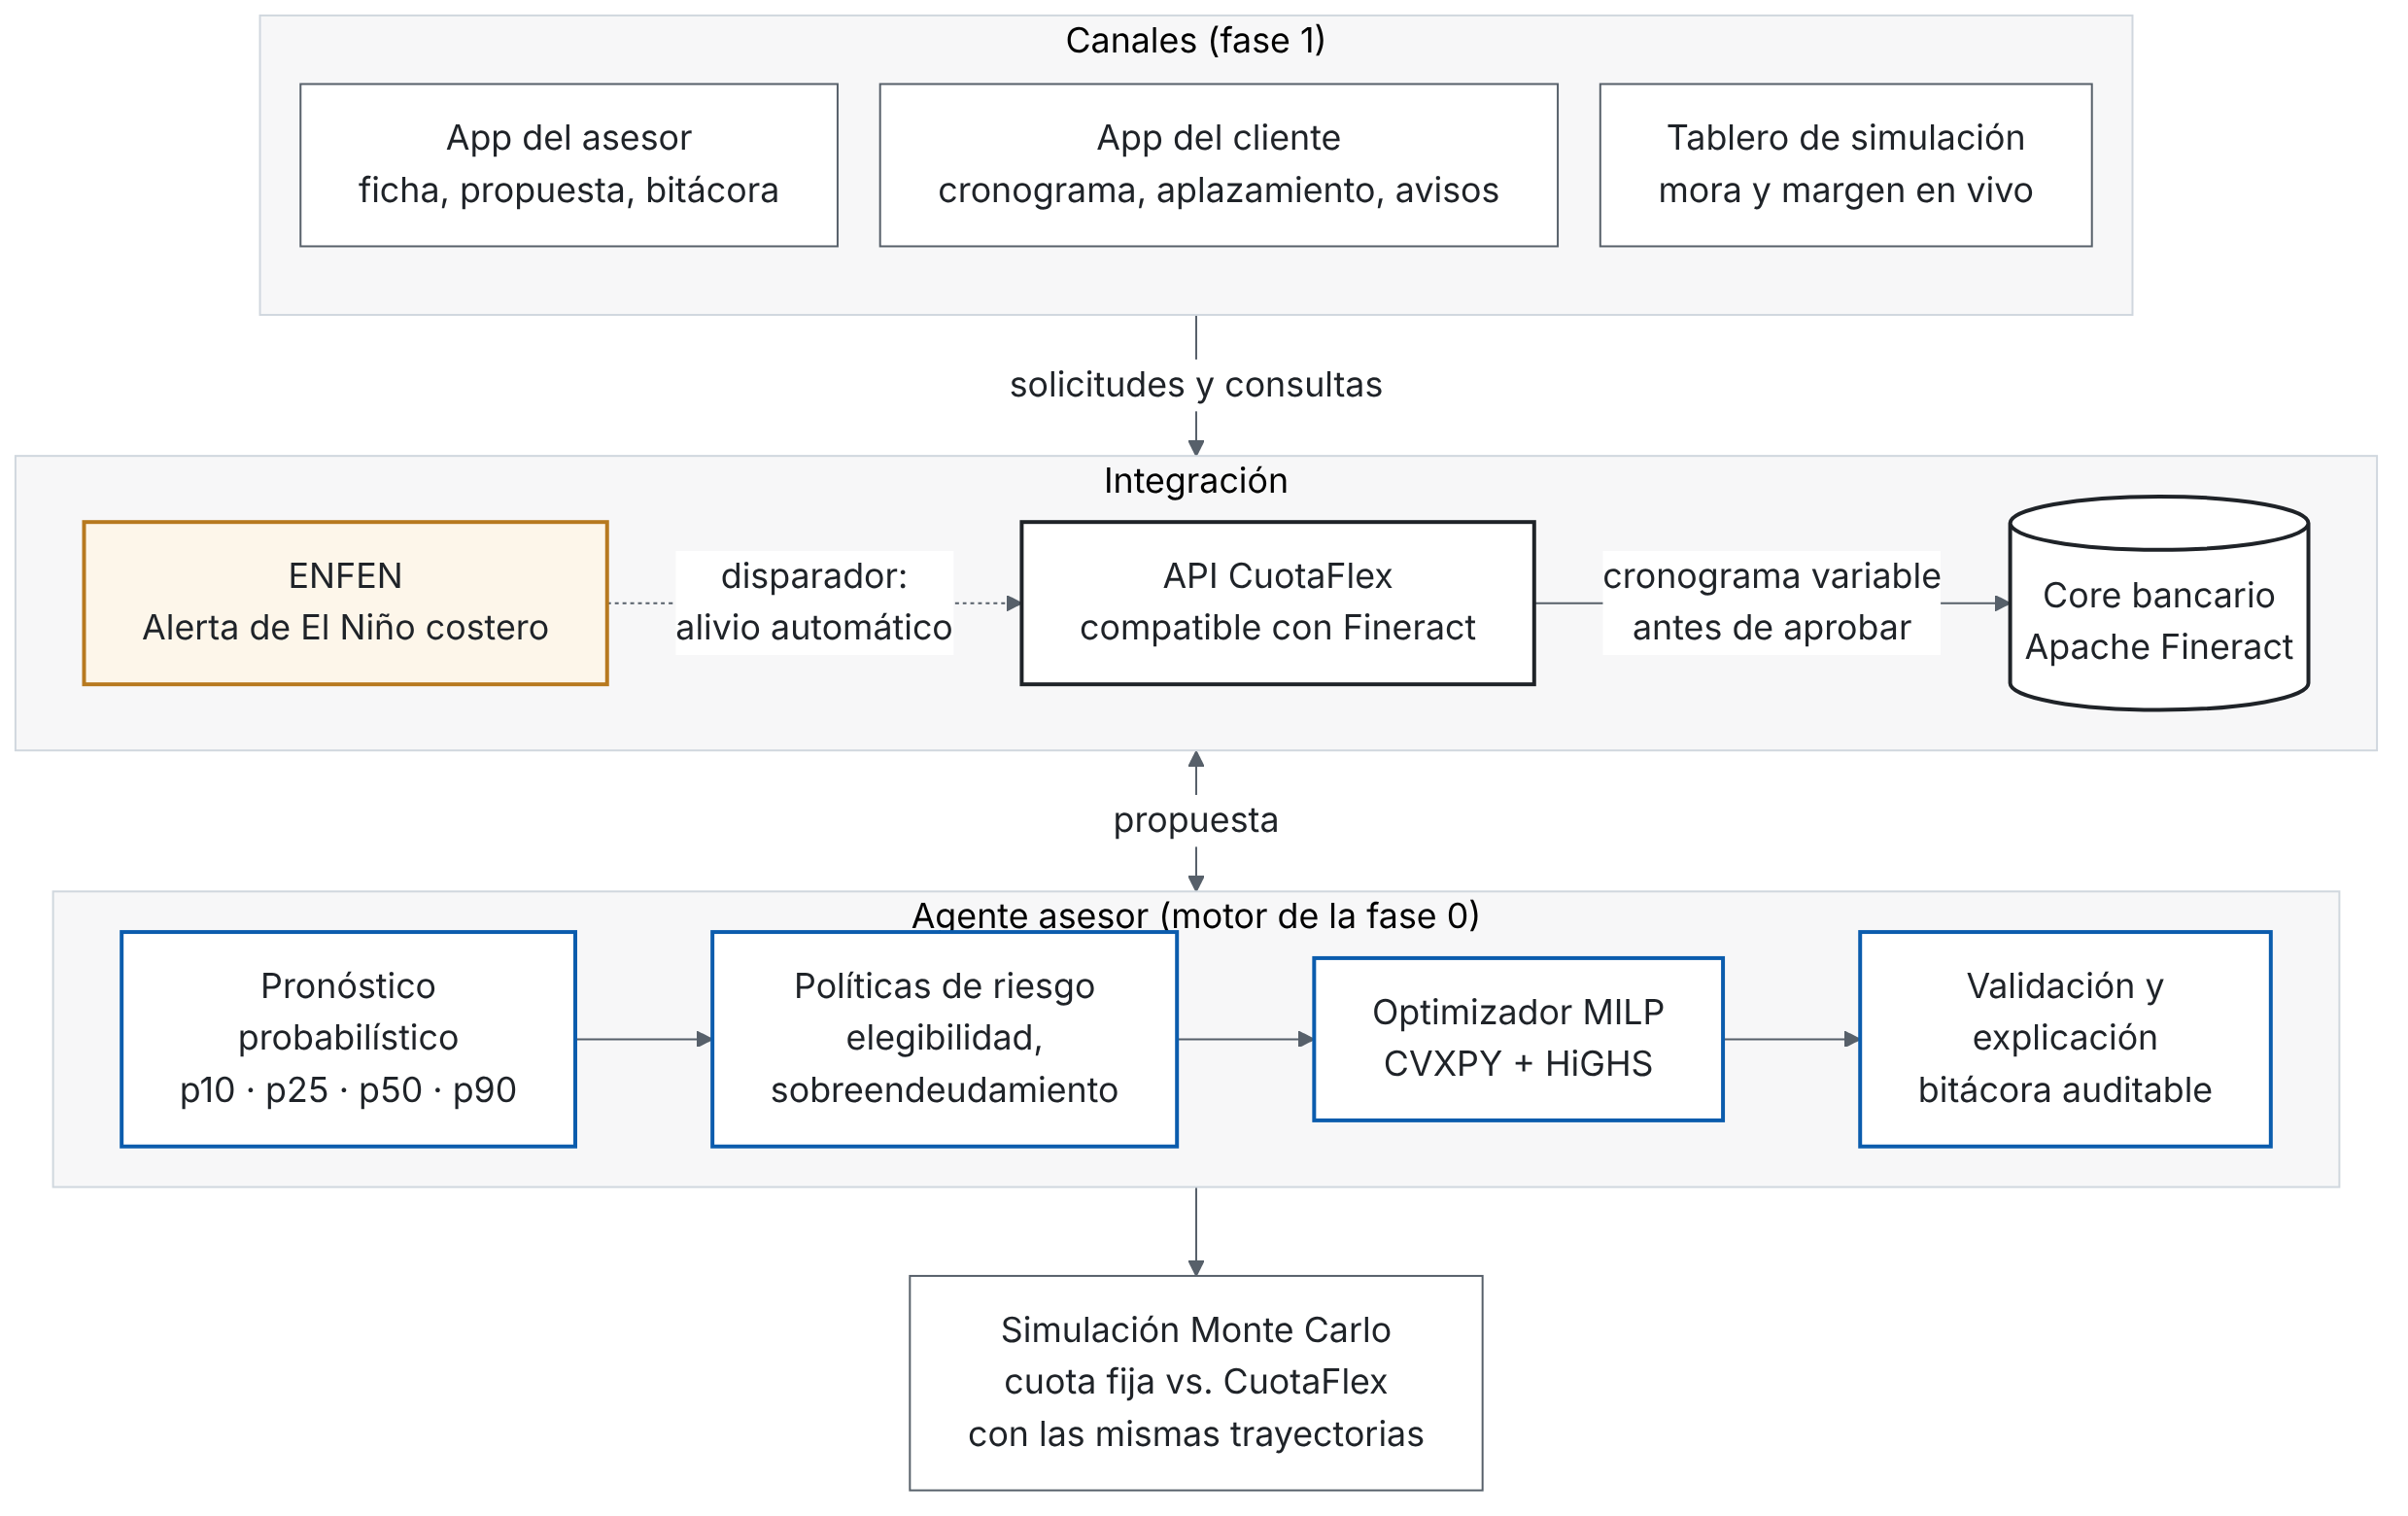 Canales (fase 1)
App del asesor
ficha, propuesta, bitácora
App del cliente
cronograma, aplazamiento, avisos
Tablero de simulación
mora y margen en vivo
solicitudes y consultas
Integración
ENFEN
Alerta de El Niño costero
disparador:
alivio automático
API CuotaFlex
compatible con Fineract
cronograma variable
antes de aprobar
Core bancario
Apache Fineract
propuesta
Agente asesor (motor de la fase 0)
Pronóstico
probabilístico
p10 · p25 · p50 · p90
Políticas de riesgo
elegibilidad,
sobreendeudamiento
Optimizador MILP
CVXPY + HiGHS
Validación y
explicación
bitácora auditable
Simulación Monte Carlo
cuota fija vs. CuotaFlex
con las mismas trayectorias